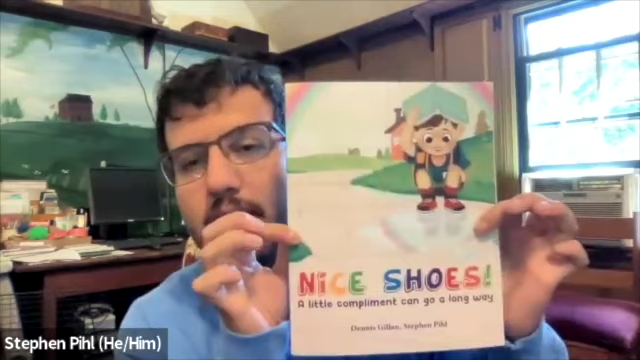 NiCE SHOES!
A little compliment can go a long way
Dennis Gillan, Stephen Pihl
Stephen Pihl (He/Him)